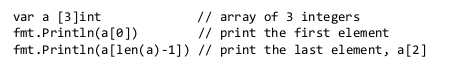 var a [3]int             // array of 3 integers
fmt.Println(a[0])        // print the first element
fmt.Println(a[len(a)-1]) // print the last element, a[2]